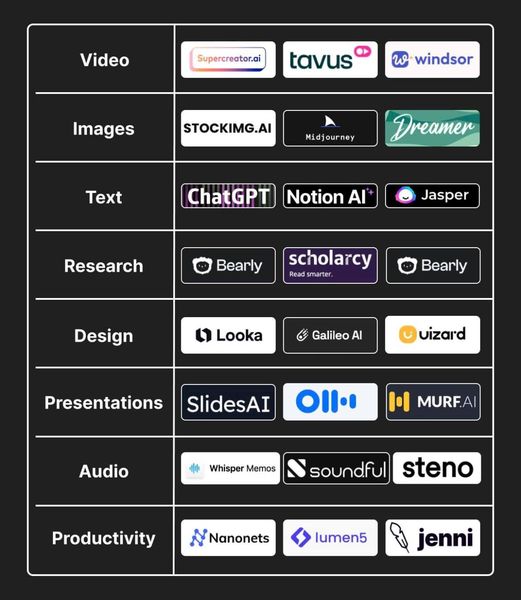 Video
Supercreator.ai
tavus
windsor
Images
STOCKIMG.AI
Midjourney
Dreamer
Text
ChatGPT
Notion AI
Jasper
Research
Bearly
scholarcy
Read smarter.
Bearly
Design
Looka
Galileo AI
uizard
Presentations
SlidesAI
MURF.AI
Audio
Whisper Memos
soundful
steno
Productivity
Nanonets
lumen5
jenni